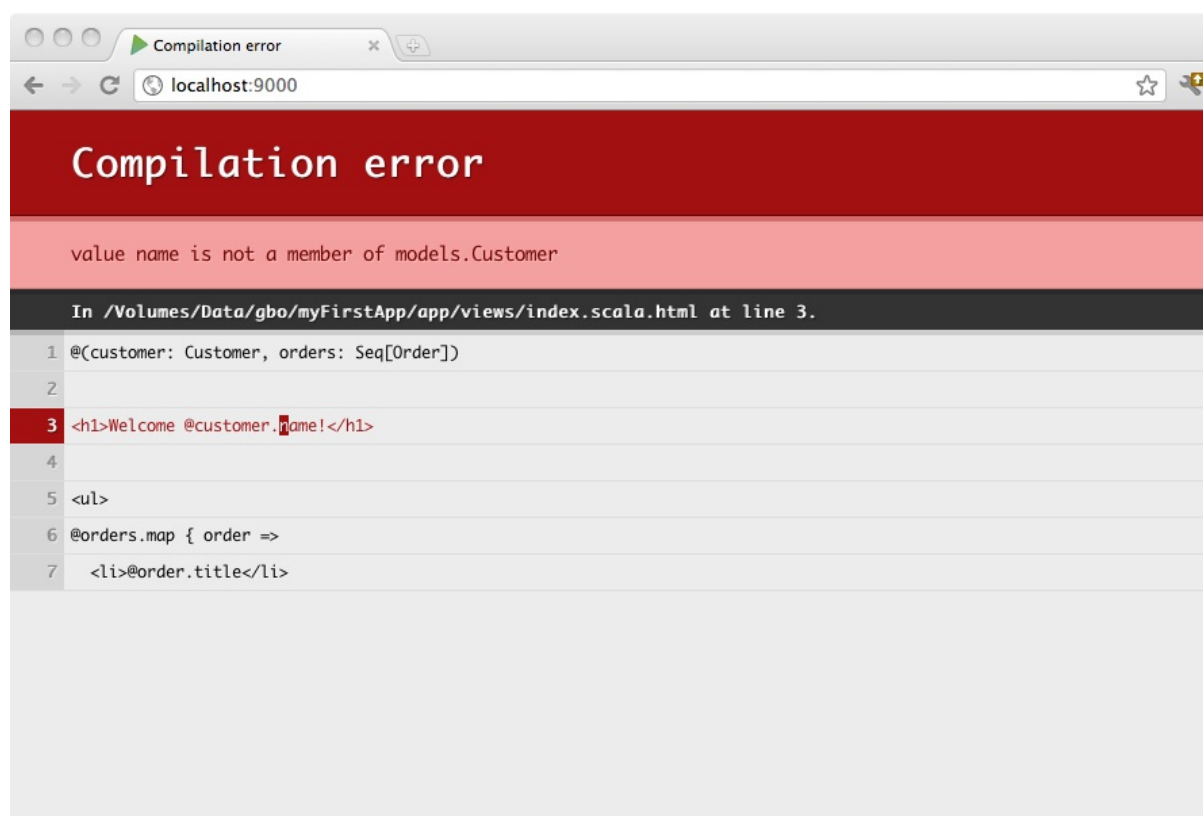 Compilation error
localhost:9000
Compilation error
value name is not a member of models.Customer
In /Volumes/Data/gbo/myFirstApp/app/views/index.scala.html at line 3.
1 @(customer: Customer, orders: Seq[Order])
2
3 <h1>Welcome @customer.name!</h1>
4
5 <ul>
6 @orders.map { order =>
7   <li>@order.title</li>